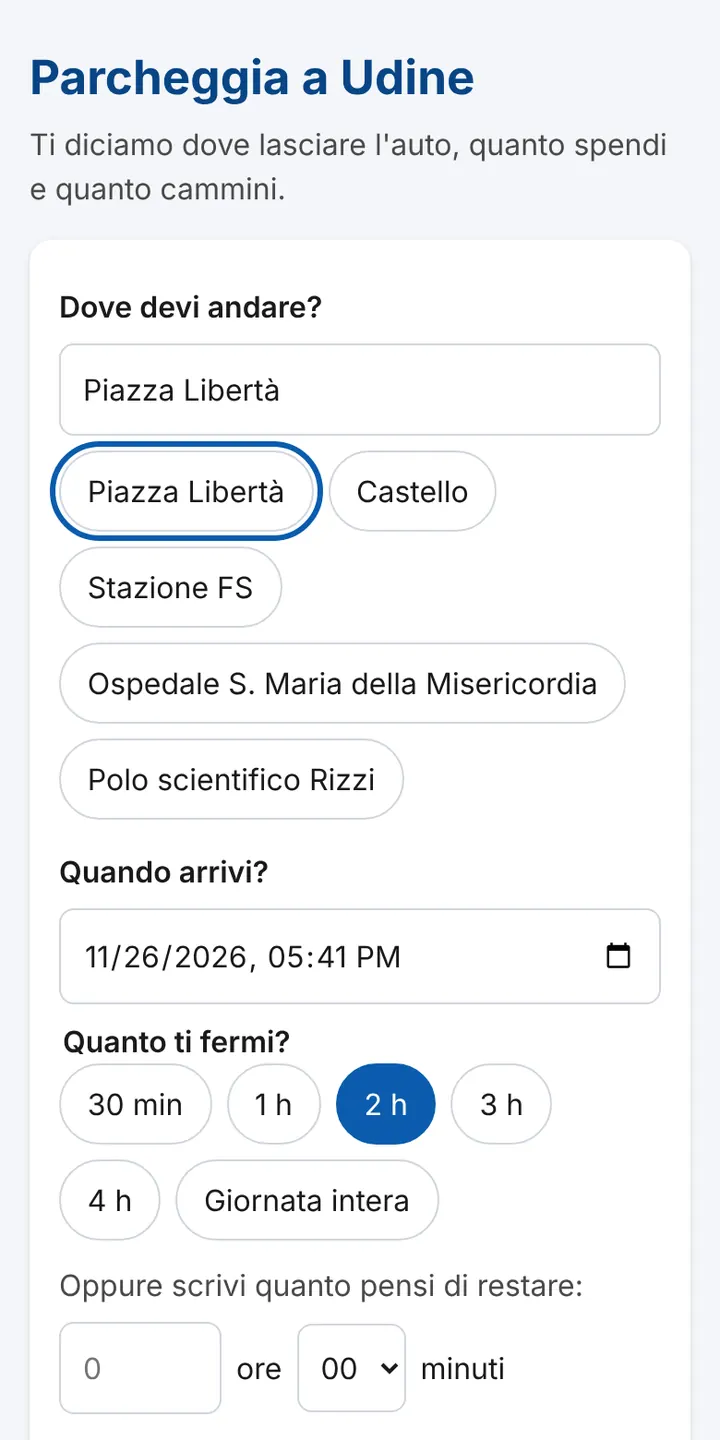 Parcheggia a Udine
Ti diciamo dove lasciare l'auto, quanto spendi
e quanto cammini.
Dove devi andare?
Piazza Libertà
Piazza Libertà
Castello
Stazione FS
Ospedale S. Maria della Misericordia
Polo scientifico Rizzi
Quando arrivi?
11/26/2026, 05:41 PM
Quanto ti fermi?
30 min
1 h
2 h
3 h
4 h
Giornata intera
Oppure scrivi quanto pensi di restare:
0 ore 00 minuti